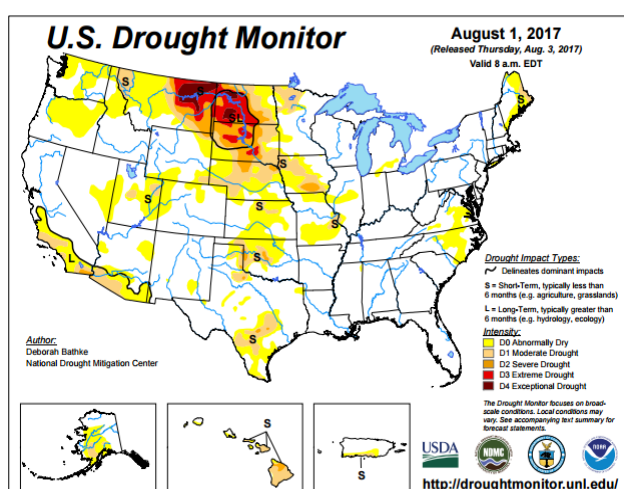 U.S. Drought Monitor
August 1, 2017
(Released Thursday, Aug. 3, 2017)
Valid 8 a.m. EDT
S
S
SL
S
S
S
S
S
S
L
S
Drought Impact Types:
Delineates dominant impacts
S = Short-Term, typically less than
6 months (e.g. agriculture, grasslands)
L = Long-Term, typically greater than
6 months (e.g. hydrology, ecology)
Intensity:
D0 Abnormally Dry
D1 Moderate Drought
D2 Severe Drought
D3 Extreme Drought
D4 Exceptional Drought
Author:
Deborah Bathke
National Drought Mitigation Center
The Drought Monitor focuses on broad-
scale conditions. Local conditions may
vary. See accompanying text summary for
forecast statements.
S
S
USDA
NDMC
NOAA
http://droughtmonitor.unl.edu/